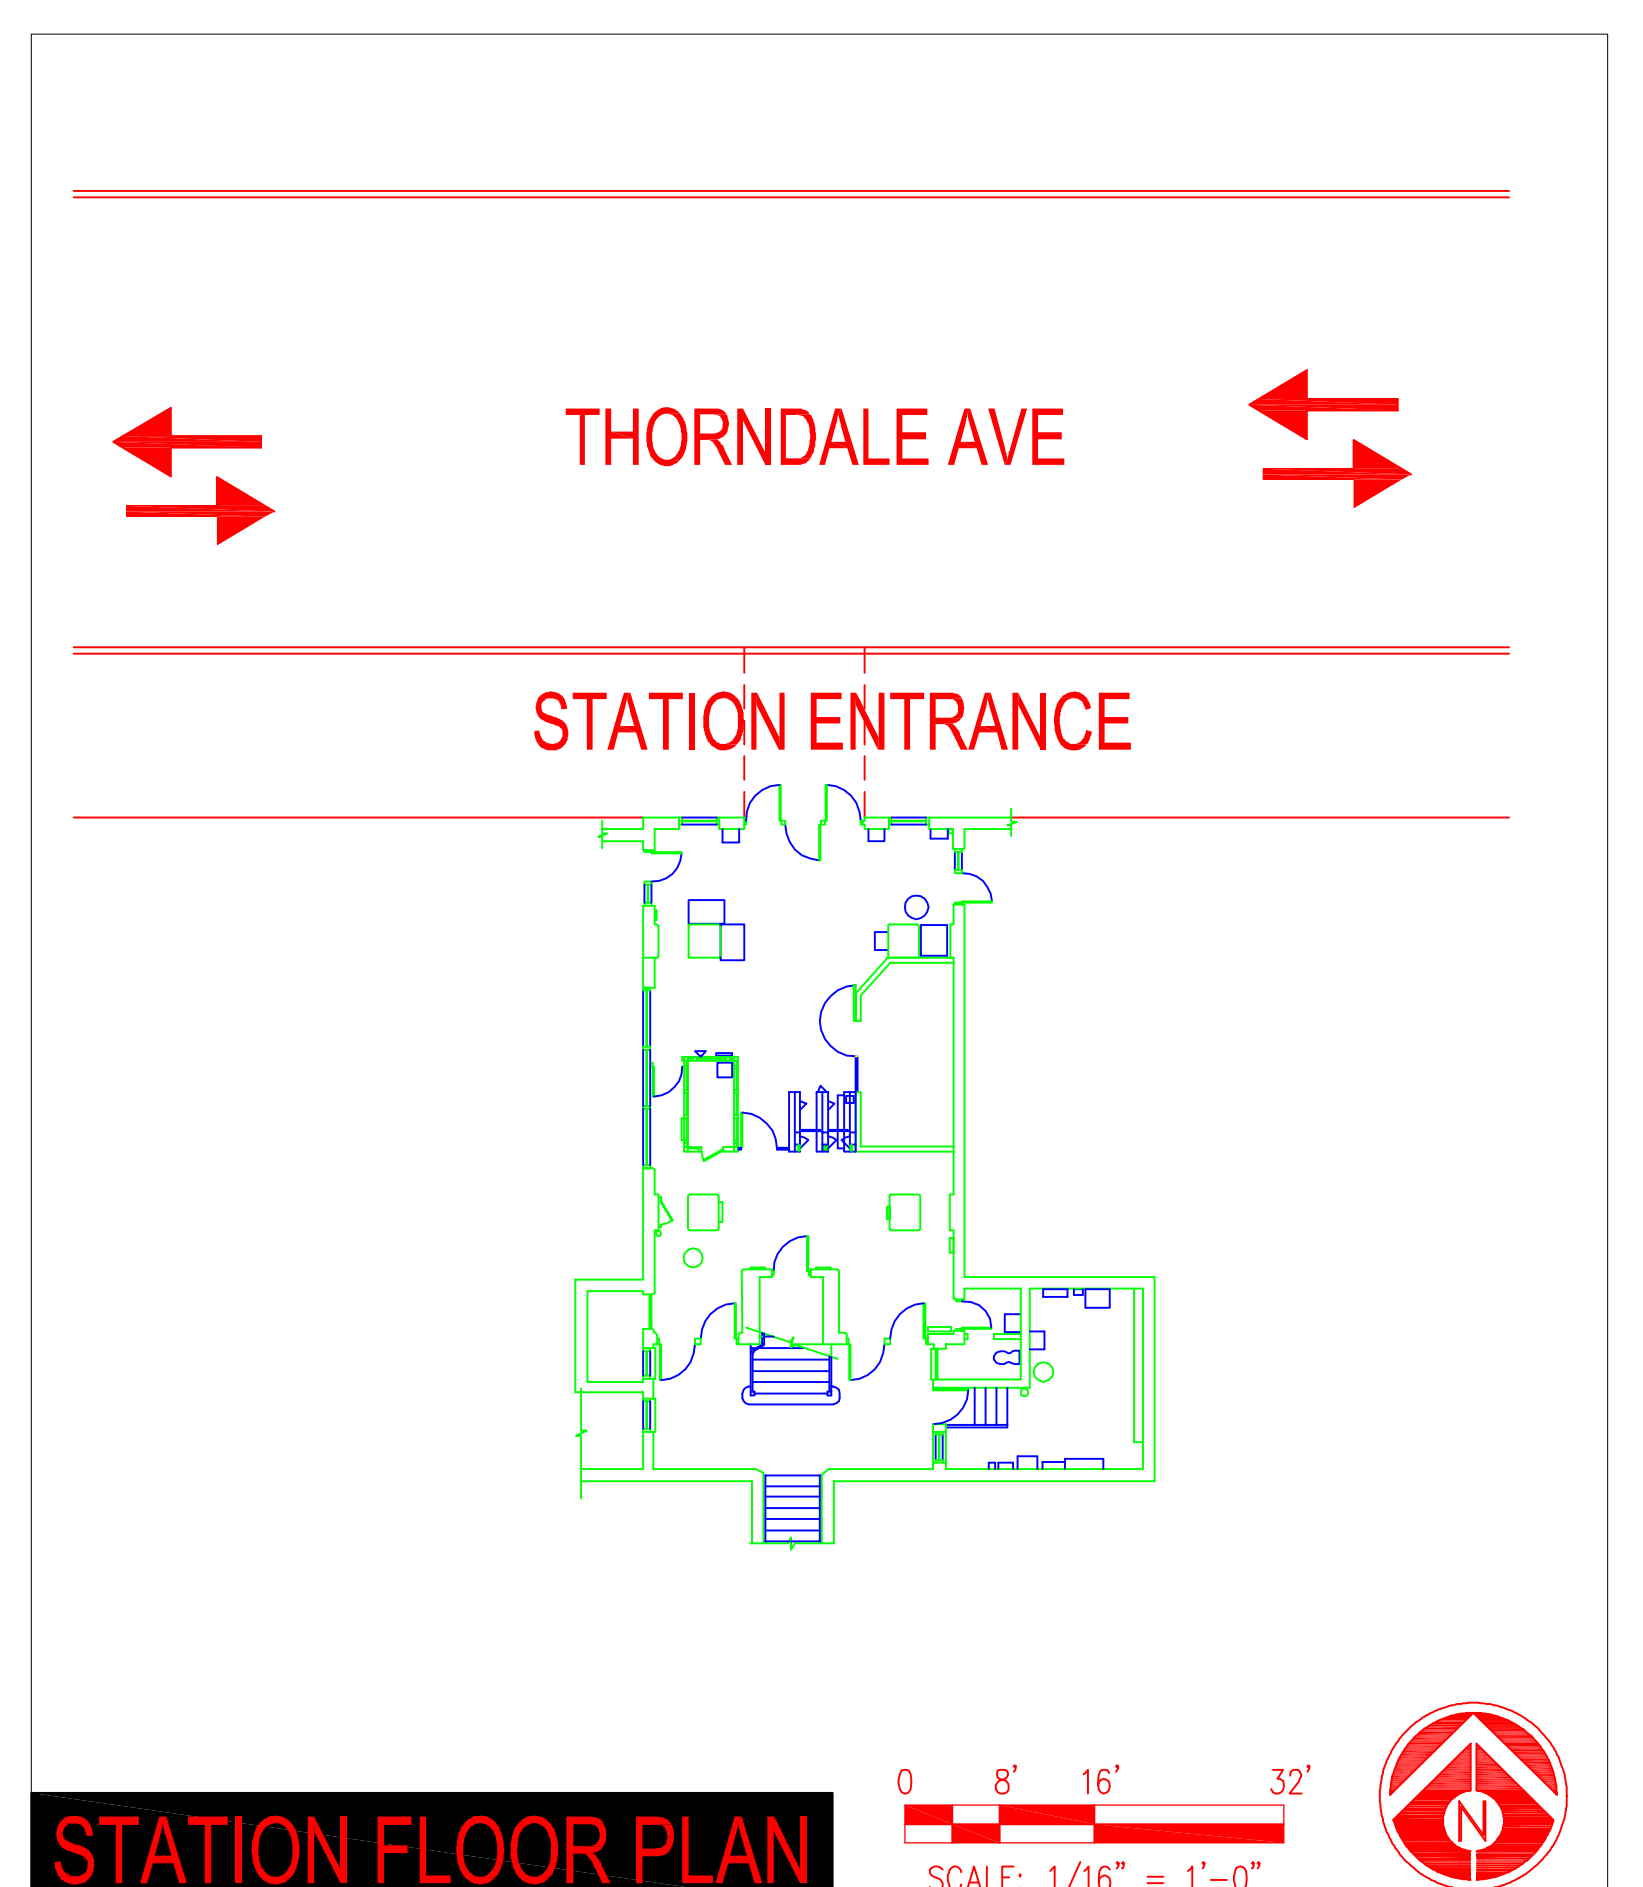 THORNDALE AVE
STATION ENTRANCE
0 8' 16' 32'
N
STATION FLOOR PLAN
SCALE: 1/16" = 1'-0"